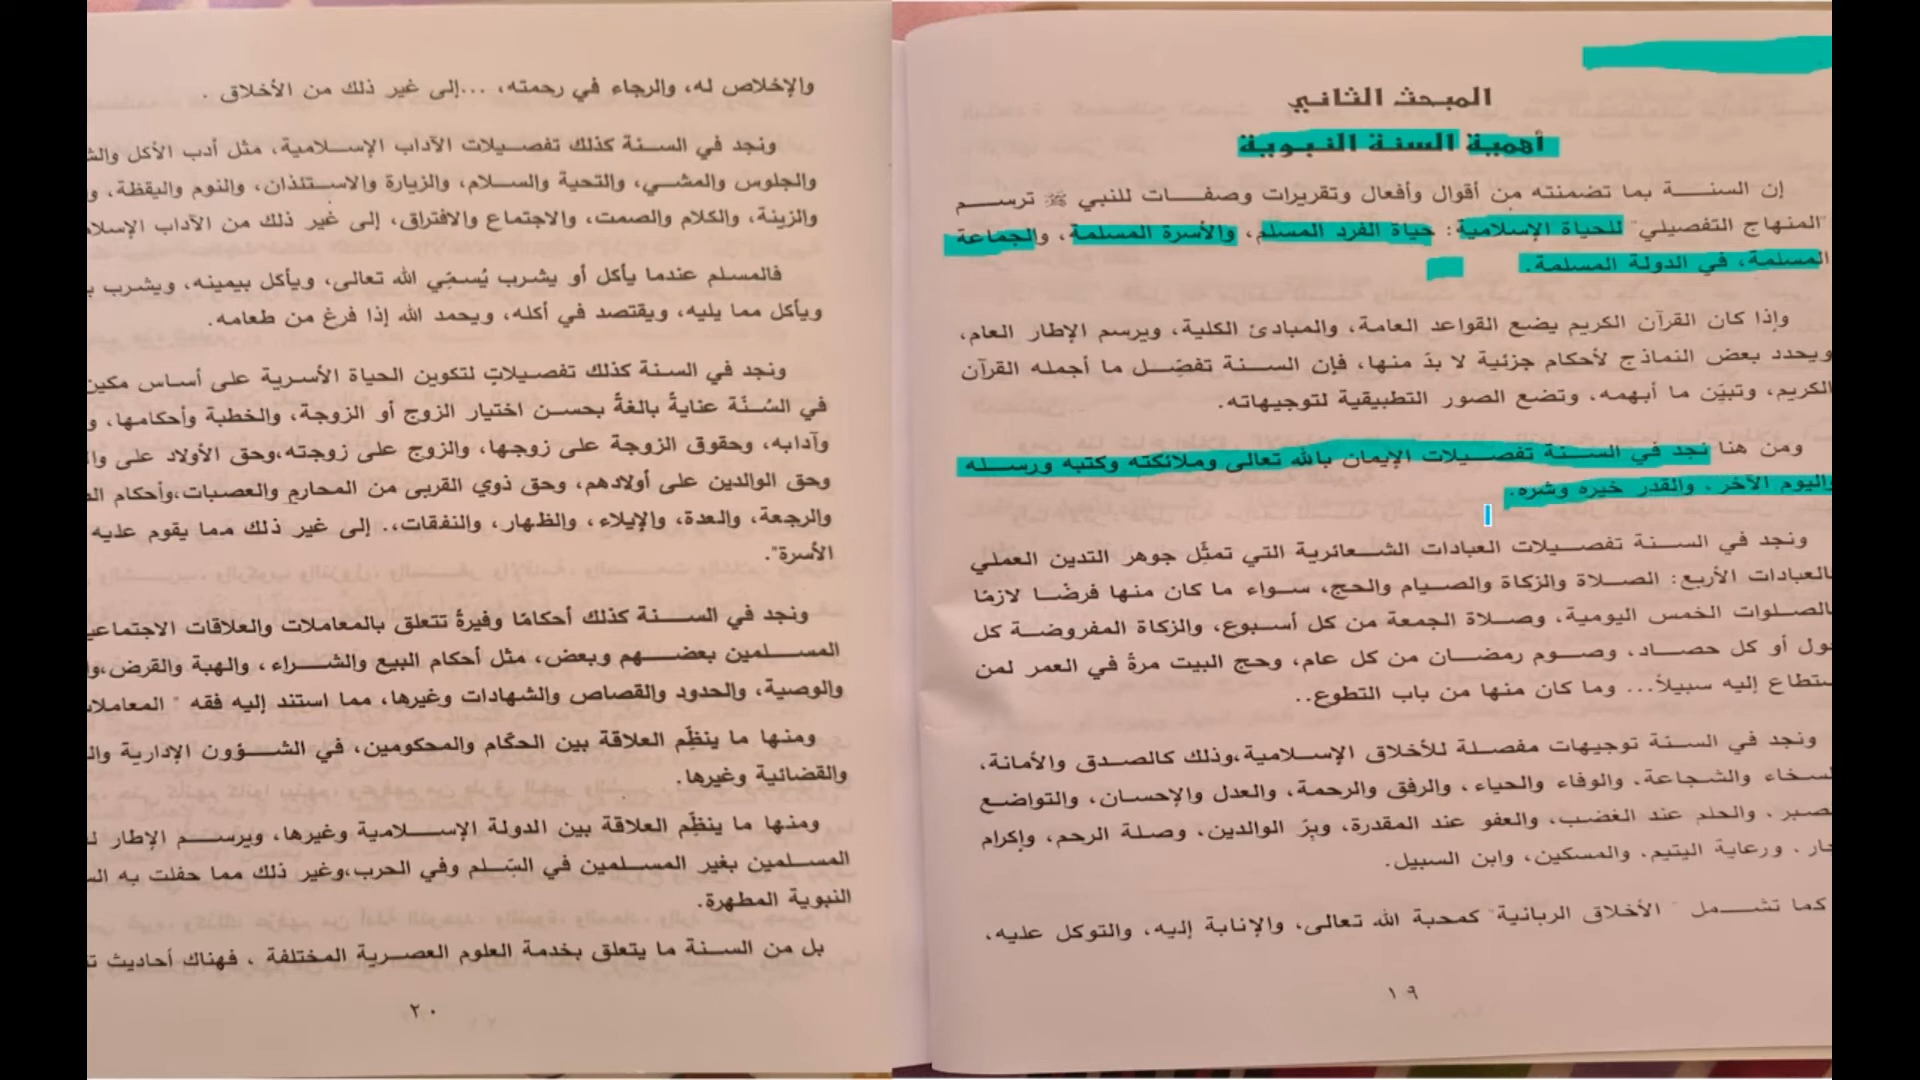 المبحث الثاني
أهمية السنة النبوية
إن السنة بما تضمنته من أقوال وأفعال وتقريرات وصفات للنبي ﷺ ترسم
"المنهاج التفصيلي" للحياة الإسلامية: حياة الفرد المسلم، والأسرة المسلمة، والجماعة
المسلمة، في الدولة المسلمة.
وإذا كان القرآن الكريم يضع القواعد العامة، والمبادئ الكلية، ويرسم الإطار العام،
ويحدد بعض النماذج لأحكام جزئية لا بدّ منها، فإن السنة تفصّل ما أجمله القرآن
الكريم، وتبيّن ما أبهمه، وتضع الصور التطبيقية لتوجيهاته.
ومن هنا نجد في السنة تفصيلات الإيمان بالله تعالى وملائكته وكتبه ورسله
واليوم الآخر، والقدر خيره وشره.
ونجد في السنة تفصيلات العبادات الشعائرية التي تمثّل جوهر التدين العملي
بالعبادات الأربع: الصلاة والزكاة والصيام والحج، سواء ما كان منها فرضًا لازمًا
الصلوات الخمس اليومية، وصلاة الجمعة من كل أسبوع، والزكاة المفروضة كل
حول أو كل حصاد، وصوم رمضان من كل عام، وحج البيت مرةً في العمر لمن
استطاع إليه سبيلاً... وما كان منها من باب التطوع..
ونجد في السنة توجيهات مفصلة للأخلاق الإسلامية،وذلك كالصدق والأمانة،
السخاء والشجاعة، والوفاء والحياء، والرفق والرحمة، والعدل والإحسان، والتواضع
الصبر، والحلم عند الغضب، والعفو عند المقدرة، وبرّ الوالدين، وصلة الرحم، وإكرام
الجار، ورعاية اليتيم، والمسكين، وابن السبيل.
كما تشمل "الأخلاق الربانية" كمحبة الله تعالى، والإنابة إليه، والتوكل عليه،
١٩
والإخلاص له، والرجاء في رحمته، ...إلى غير ذلك من الأخلاق .
ونجد في السنة كذلك تفصيلات الآداب الإسلامية، مثل أدب الأكل
والجلوس والمشي، والتحية والسلام، والزيارة والاستئذان، والنوم واليقظة،
والزينة، والكلام والصمت، والاجتماع والافتراق، إلى غير ذلك من الآداب
فالمسلم عندما يأكل أو يشرب يُسمّي الله تعالى، ويأكل بيمينه، ويشرب
ويأكل مما يليه، ويقتصد في أكله، ويحمد الله إذا فرغ من طعامه.
ونجد في السنة كذلك تفصيلاتٍ لتكوين الحياة الأسرية على أساس مكين
في السُنّة عنايةً بالغةً بحسن اختيار الزوج أو الزوجة، والخطبة وأحكامها،
وآدابه، وحقوق الزوجة على زوجها، والزوج على زوجته،وحق الأولاد على
وحق الوالدين على أولادهم، وحق ذوي القربى من المحارم والعصبات،وأحكام
والرجعة، والعدة، والإيلاء، والظهار، والنفقات،. إلى غير ذلك مما يقوم عليه
الأسرة".
ونجد في السنة كذلك أحكامًا وفيرةً تتعلق بالمعاملات والعلاقات
المسلمين بعضهم وبعض، مثل أحكام البيع والشراء، والهبة والقرض،
والوصية، والحدود والقصاص والشهادات وغيرها، مما استند إليه فقه "
ومنها ما ينظّم العلاقة بين الحكّام والمحكومين، في الشؤون الإدارية
والقضائية وغيرها.
ومنها ما ينظّم العلاقة بين الدولة الإسلامية وغيرها، ويرسم الإطار
المسلمين بغير المسلمين في السّلم وفي الحرب،وغير ذلك مما حفلت به
النبوية المطهرة.
بل من السنة ما يتعلق بخدمة العلوم العصرية المختلفة ، فهناك أحاديث
٢٠